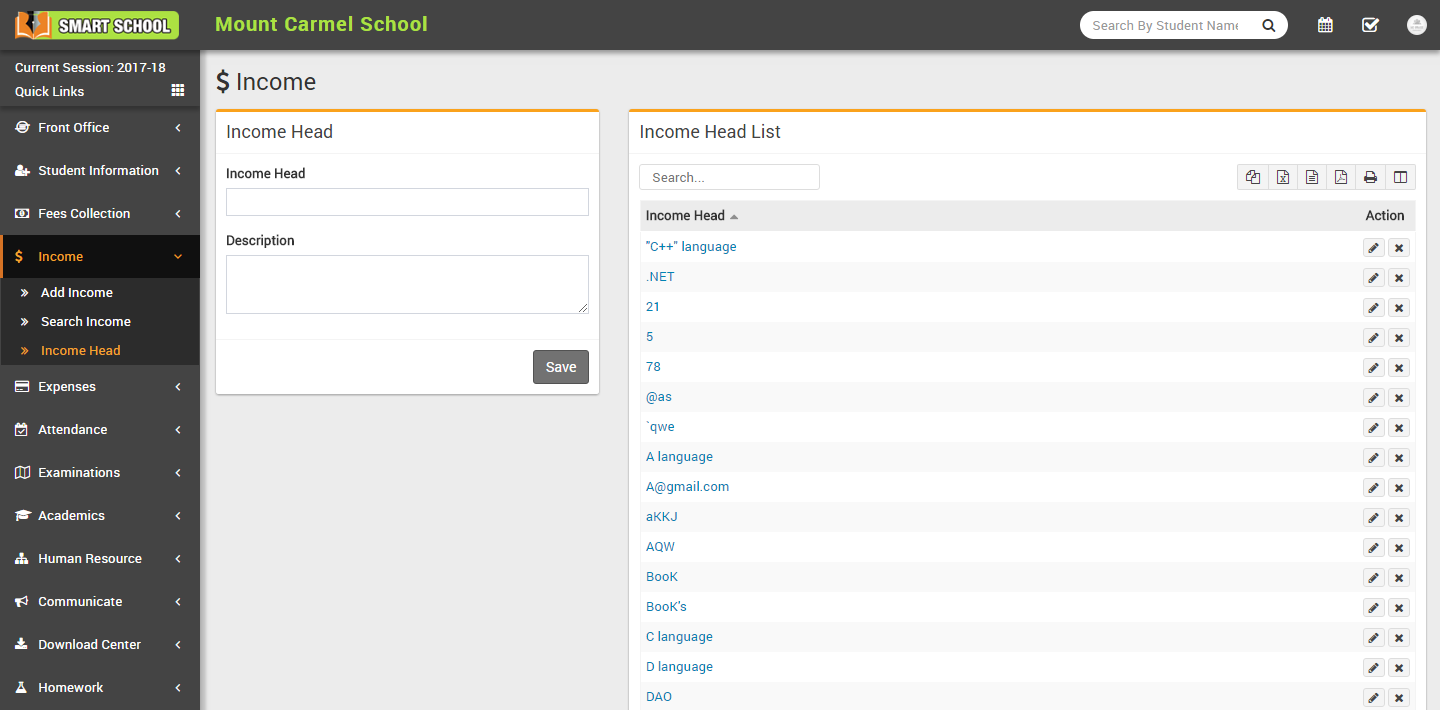 SMART SCHOOL
Mount Carmel School
Search By Student Name
Current Session: 2017-18
Quick Links
Front Office
Student Information
Fees Collection
Income
Add Income
Search Income
Income Head
Expenses
Attendance
Examinations
Academics
Human Resource
Communicate
Download Center
Homework
$ Income
Income Head
Income Head
Description
Save
Income Head List
Search...
Income Head Action
"C++" language
.NET
21
5
78
@as
`qwe
A language
A@gmail.com
aKKJ
AQW
BooK
BooK's
C language
D language
DAO